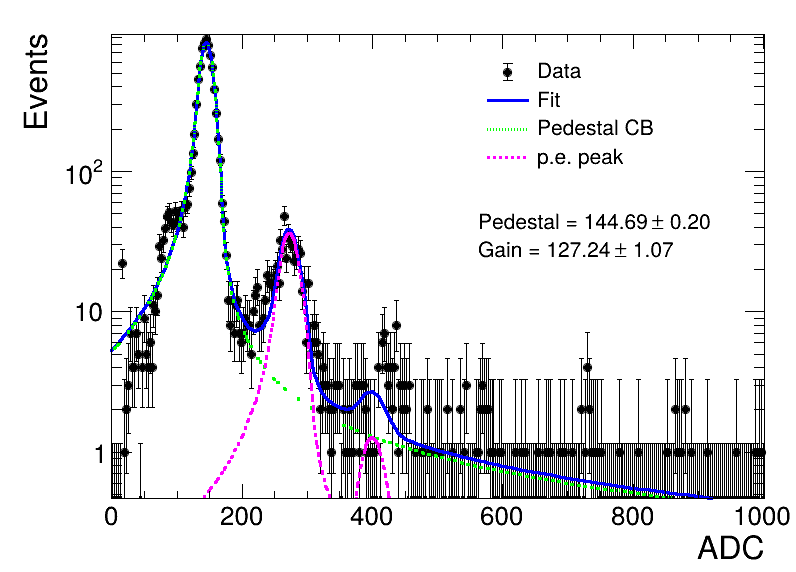 Events
Data
Fit
Pedestal CB
p.e. peak
Pedestal = 144.69 ± 0.20
Gain = 127.24 ± 1.07
10²
10
1
0 200 400 600 800 1000
ADC